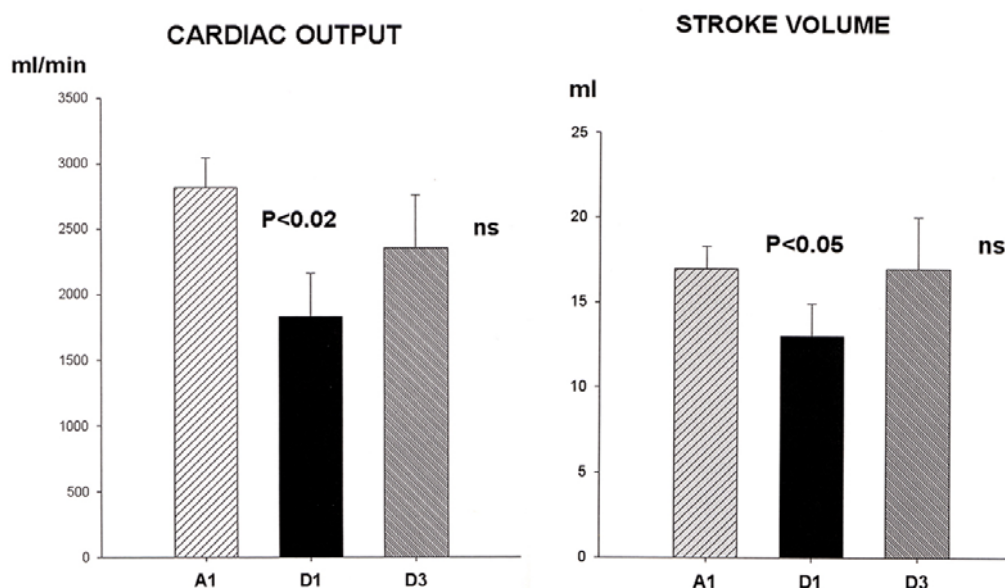 CARDIAC OUTPUT
ml/min
3500
3000
2500
2000
1500
1000
500
0
P<0.02
ns
A1
D1
D3
STROKE VOLUME
ml
25
20
15
10
5
0
P<0.05
ns
A1
D1
D3